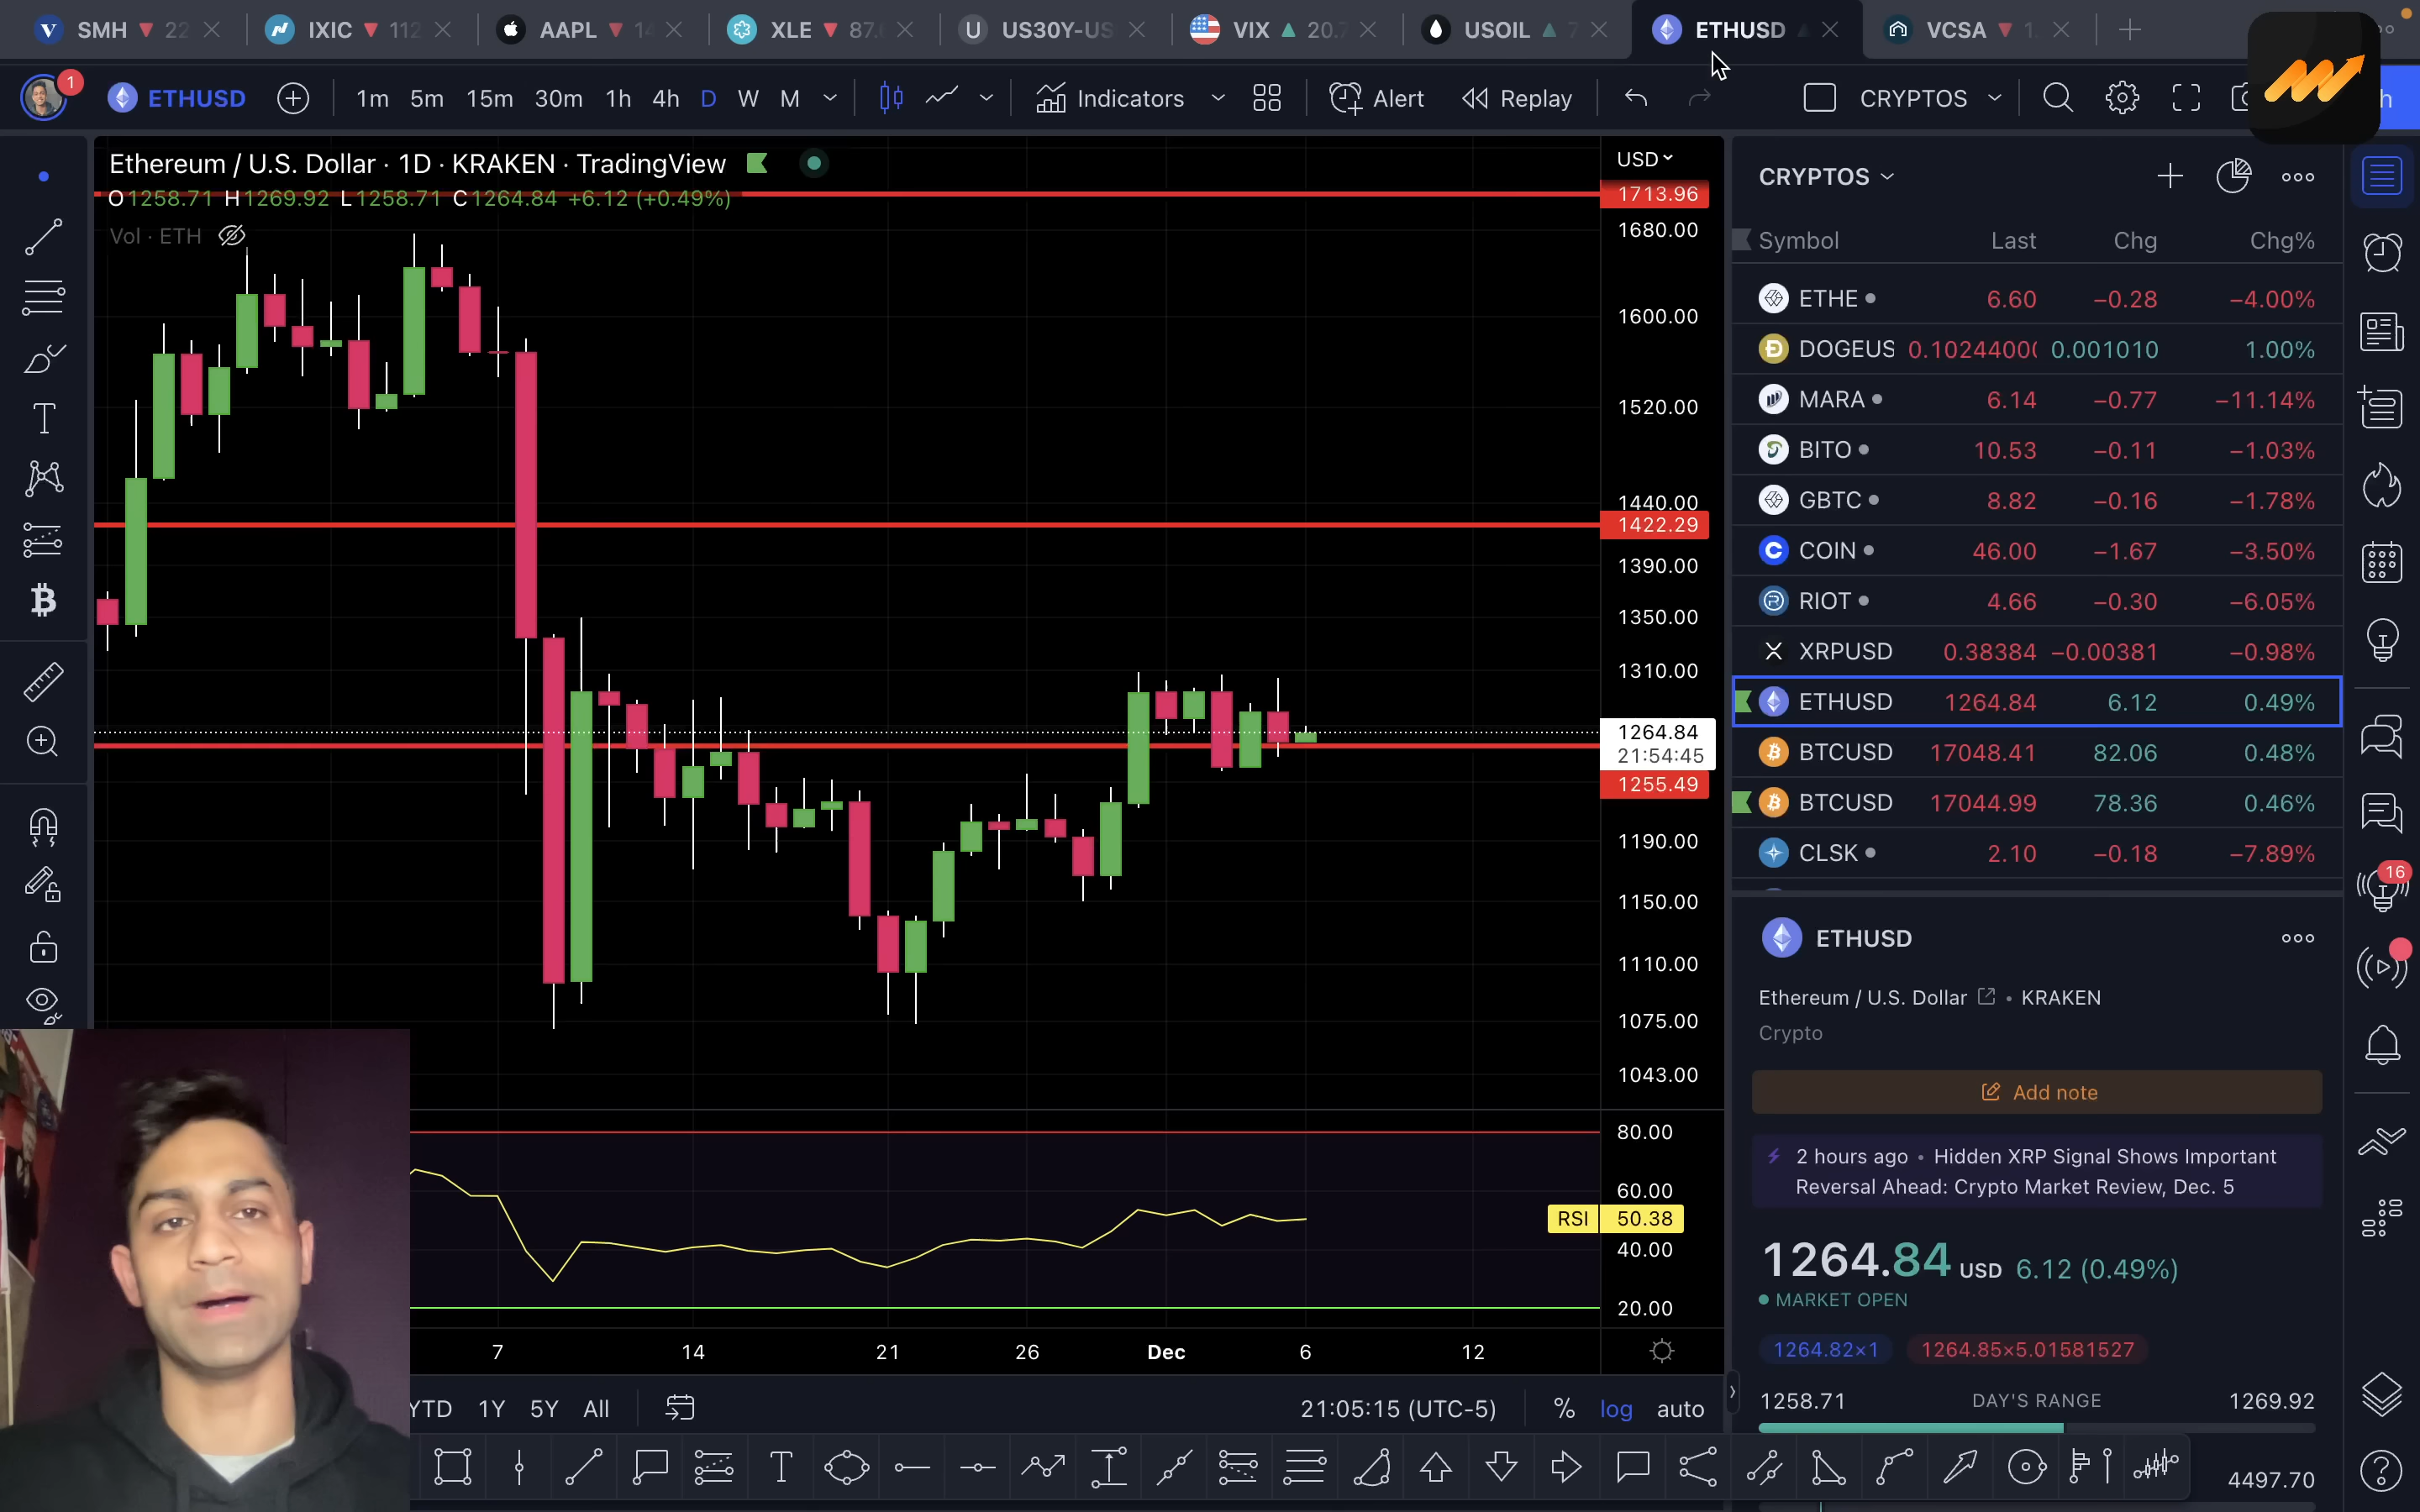 SMH 22 IXIC 112 AAPL 14 XLE 87. US30Y-US VIX 20.7 USOIL 7 ETHUSD VCSA 1.
1 ETHUSD 1m 5m 15m 30m 1h 4h D W M Indicators Alert Replay CRYPTOS h
Ethereum / U.S. Dollar · 1D · KRAKEN · TradingView
O1258.71 H1269.92 L1258.71 C1264.84 +6.12 (+0.49%)
Vol · ETH
USD
1713.96
1680.00
1600.00
1520.00
1440.00
1422.29
1390.00
1350.00
1310.00
1264.84
21:54:45
1255.49
1190.00
1150.00
1110.00
1075.00
1043.00
80.00
60.00
RSI 50.38
40.00
20.00
7 14 21 26 Dec 6 12
YTD 1Y 5Y All 21:05:15 (UTC-5) % log auto
CRYPTOS
Symbol Last Chg Chg%
ETHE 6.60 −0.28 −4.00%
DOGEUS 0.1024400 0.001010 1.00%
MARA 6.14 −0.77 −11.14%
BITO 10.53 −0.11 −1.03%
GBTC 8.82 −0.16 −1.78%
COIN 46.00 −1.67 −3.50%
RIOT 4.66 −0.30 −6.05%
XRPUSD 0.38384 −0.00381 −0.98%
ETHUSD 1264.84 6.12 0.49%
BTCUSD 17048.41 82.06 0.48%
BTCUSD 17044.99 78.36 0.46%
CLSK 2.10 −0.18 −7.89%
ETHUSD
Ethereum / U.S. Dollar • KRAKEN
Crypto
Add note
2 hours ago • Hidden XRP Signal Shows Important
Reversal Ahead: Crypto Market Review, Dec. 5
1264.84 USD 6.12 (0.49%)
MARKET OPEN
1264.82×1 1264.85×5.01581527
1258.71 DAY'S RANGE 1269.92
4497.70
16